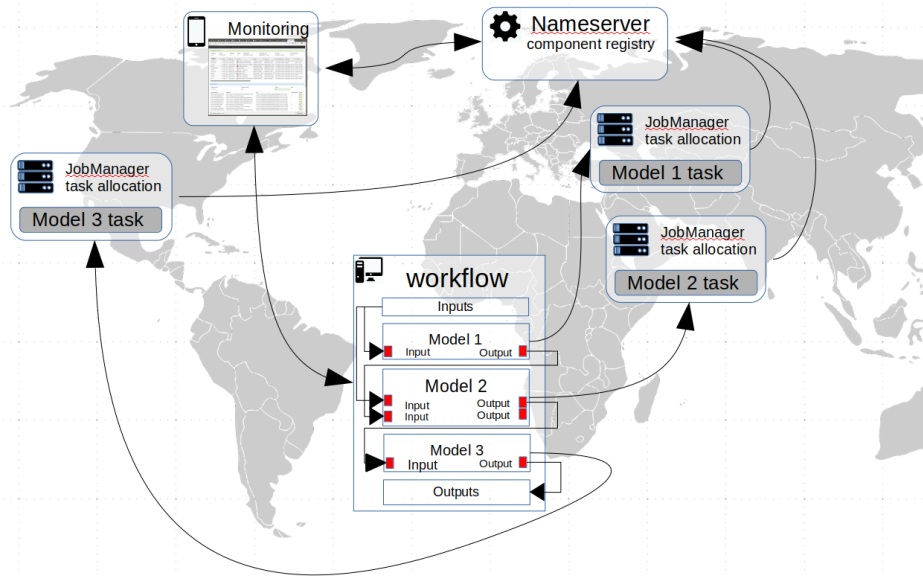 Monitoring
Nameserver
component registry
JobManager
task allocation
Model 1 task
JobManager
task allocation
Model 3 task
JobManager
task allocation
Model 2 task
workflow
Inputs
Model 1
Input Output
Model 2
Input Output
Input Output
Model 3
Input Output
Outputs